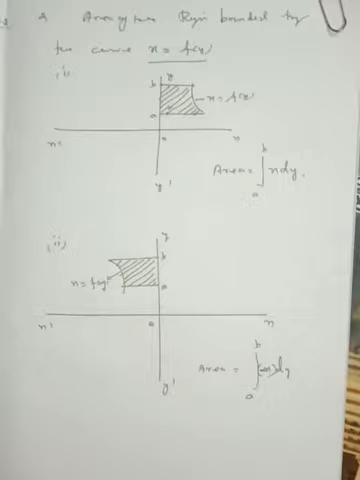 Area of the Region bounded by
the curve x = f(y)
(i)
y
b
x = f(y)
a
x'
o
x
y'
Area = ∫ₐᵇ x dy.
(ii)
y
b
x = f(y)
a
x'
o
x
y'
Area = ∫ₐᵇ (-x) dy